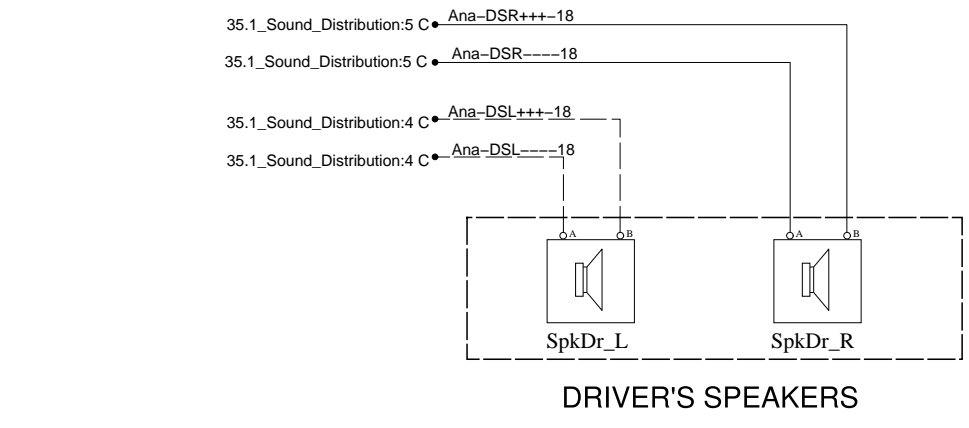 35.1_Sound_Distribution:5 C Ana–DSR+++–18
35.1_Sound_Distribution:5 C Ana–DSR––––18
35.1_Sound_Distribution:4 C Ana–DSL+++–18
35.1_Sound_Distribution:4 C Ana–DSL––––18
A B A B
SpkDr_L SpkDr_R
DRIVER'S SPEAKERS